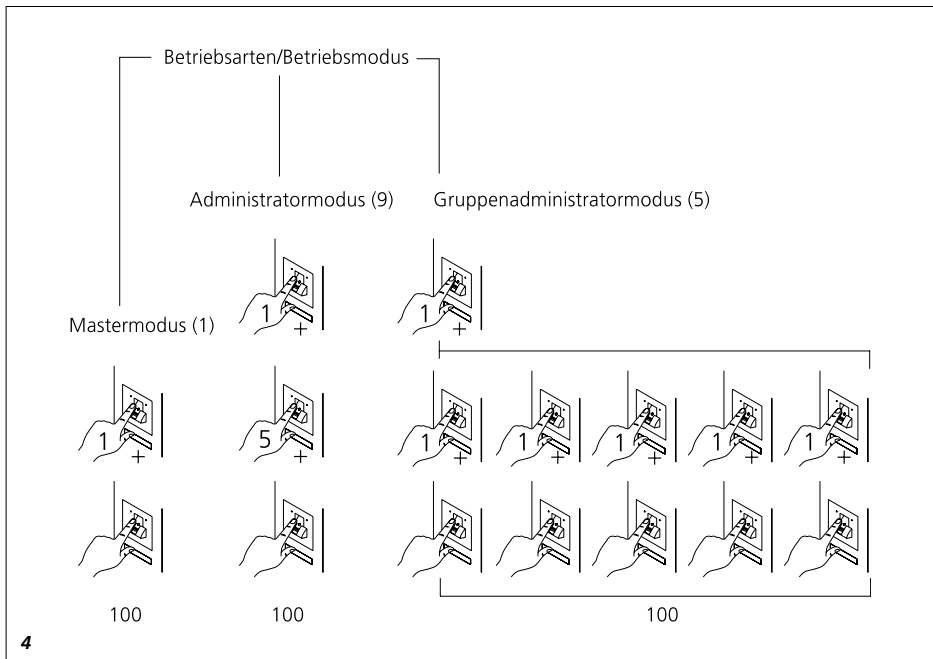 Betriebsarten/Betriebsmodus
Administratormodus (9) Gruppenadministratormodus (5)
1 + 1 +
Mastermodus (1)
1 + 5 + 1 + 1 + 1 + 1 + 1 +
100 100 100
4